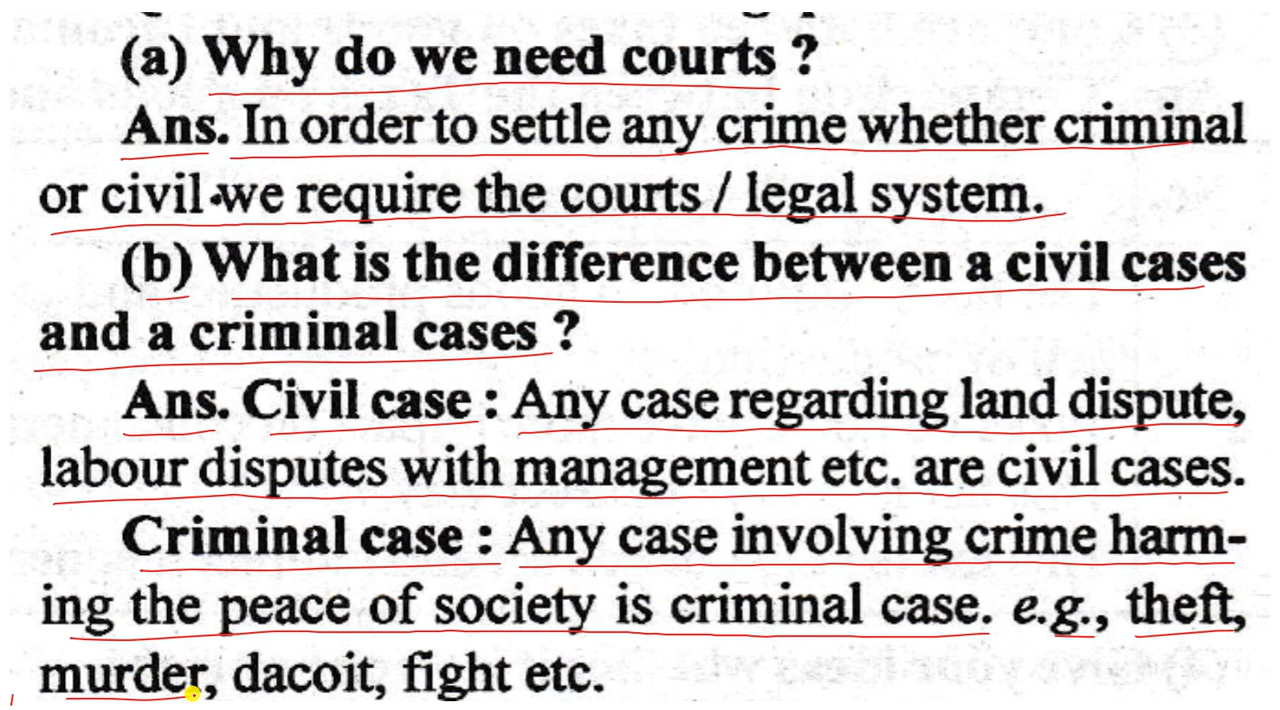 (a) Why do we need courts ?
Ans. In order to settle any crime whether criminal
or civil we require the courts / legal system.
(b) What is the difference between a civil cases
and a criminal cases ?
Ans. Civil case : Any case regarding land dispute,
labour disputes with management etc. are civil cases.
Criminal case : Any case involving crime harm-
ing the peace of society is criminal case. e.g., theft,
murder, dacoit, fight etc.